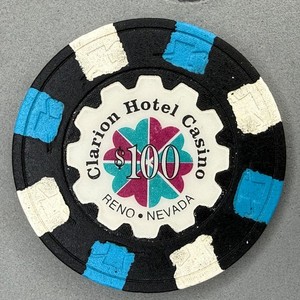 Clarion Hotel Casino
$100
RENO • NEVADA